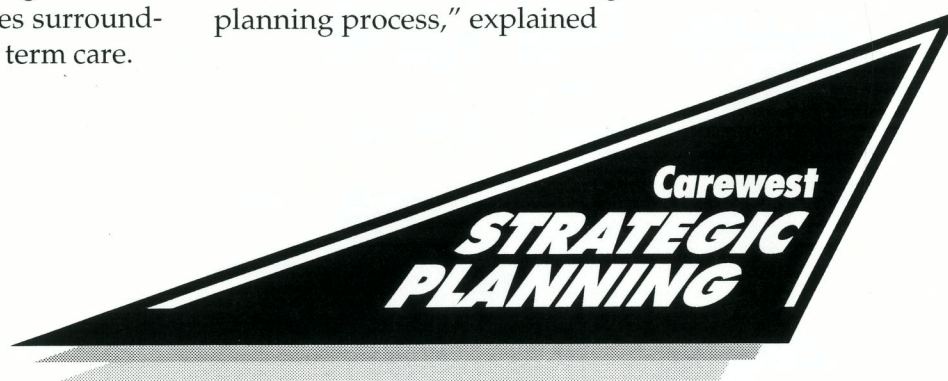 es surround-
term care.
planning process,” explained
Carewest
STRATEGIC
PLANNING